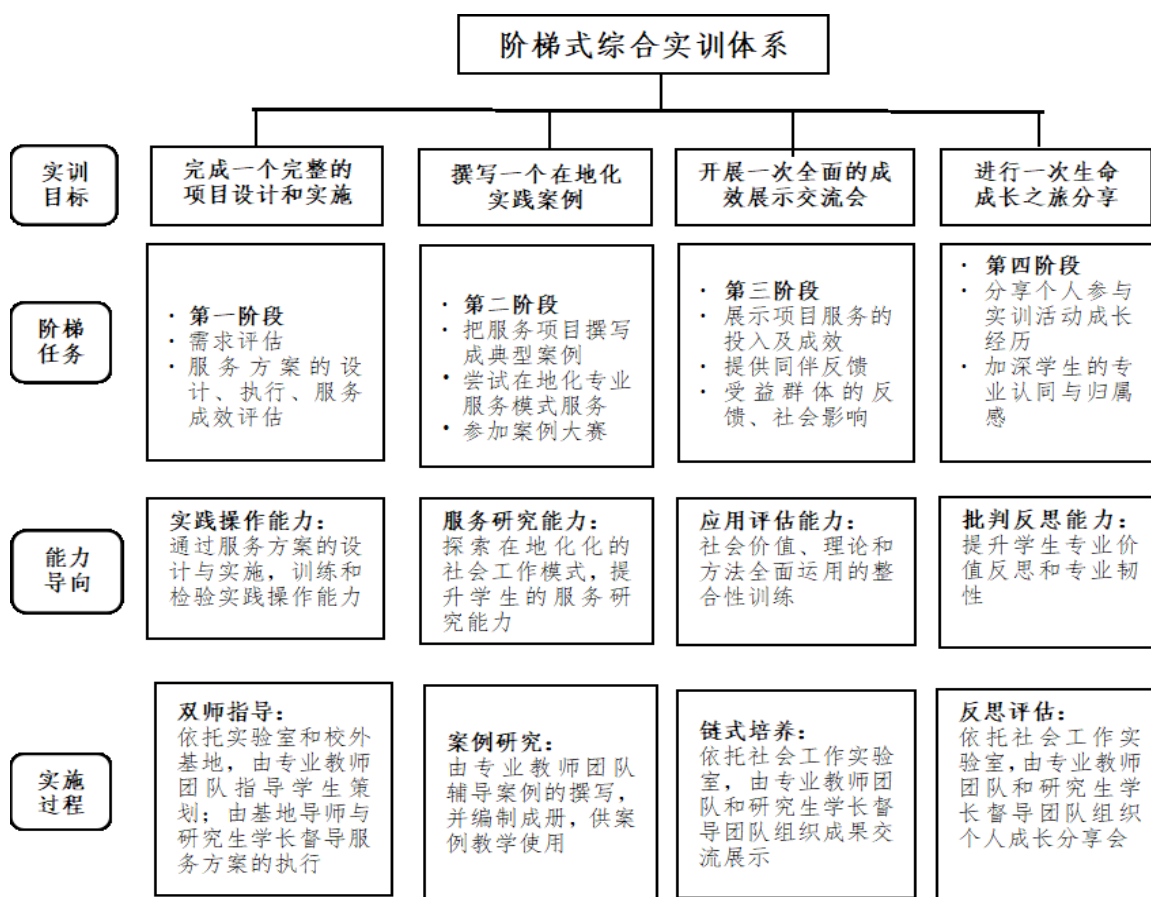 阶梯式综合实训体系
实训
目标
完成一个完整的
项目设计和实施
撰写一个在地化
实践案例
开展一次全面的成
效展示交流会
进行一次生命
成长之旅分享
阶梯
任务
· 第一阶段
· 需求评估
· 服务方案的设
计、执行、服务
成效评估
· 第二阶段
· 把服务项目撰写
成典型案例
· 尝试在地化专业
服务模式服务
· 参加案例大赛
· 第三阶段
· 展示项目服务的
投入及成效
· 提供同伴反馈
· 受益群体的反
馈、社会影响
· 第四阶段
· 分享个人参与
实训活动成长
经历
· 加深学生的专
业认同与归属
感
能力
导向
实践操作能力：
通过服务方案的设
计与实施，训练和
检验实践操作能力
服务研究能力：
探索在地化化的
社会工作模式，提
升学生的服务研
究能力
应用评估能力：
社会价值、理论和
方法全面运用的整
合性训练
批判反思能力：
提升学生专业价
值反思和专业韧
性
实施
过程
双师指导：
依托实验室和校外
基地，由专业教师
团队指导学生策
划；由基地导师与
研究生学长督导服
务方案的执行
案例研究：
由专业教师团队
辅导案例的撰写，
并编制成册，供案
例教学使用
链式培养：
依托社会工作实验
室，由专业教师团
队和研究生学长督
导团队组织成果交
流展示
反思评估：
依托社会工作实
验室，由专业教师
团队和研究生学
长督导团队组织
个人成长分享会